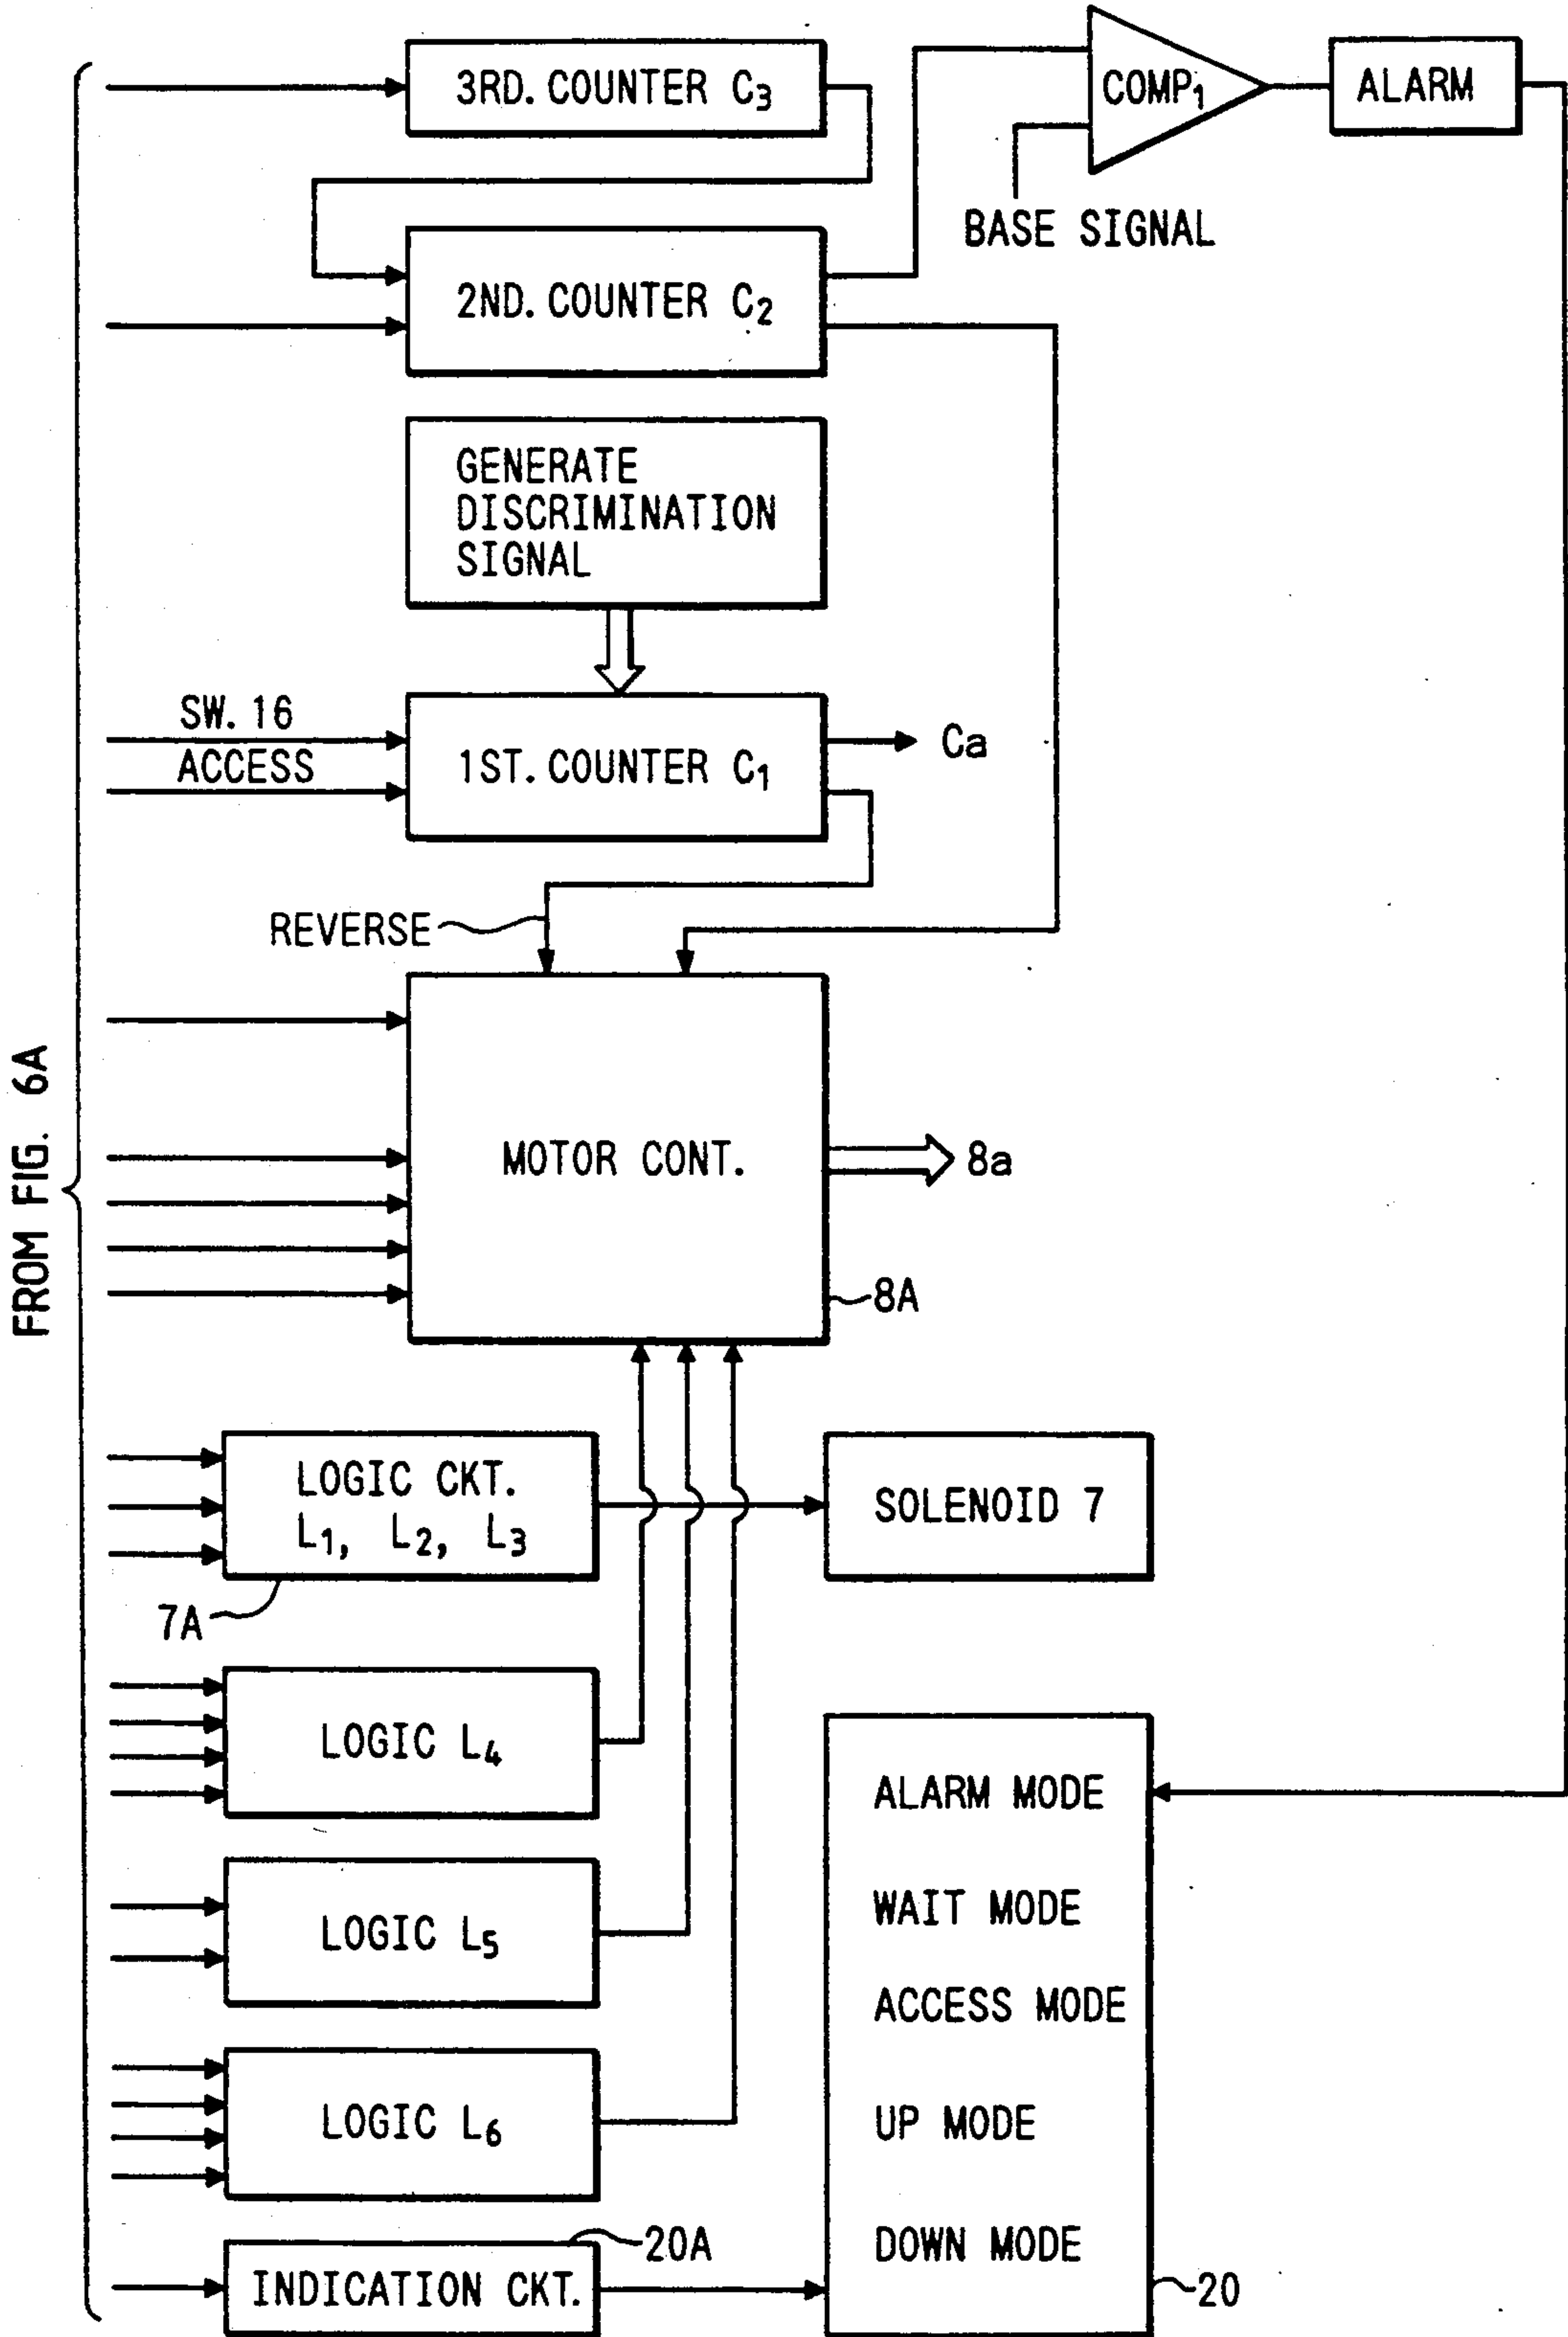 3RD. COUNTER C3
COMP1
ALARM
BASE SIGNAL
2ND. COUNTER C2
GENERATE
DISCRIMINATION
SIGNAL
SW. 16
ACCESS
1ST. COUNTER C1
Ca
REVERSE
FROM FIG. 6A
MOTOR CONT.
8a
8A
LOGIC CKT.
L1, L2, L3
SOLENOID 7
7A
LOGIC L4
ALARM MODE
WAIT MODE
LOGIC L5
ACCESS MODE
LOGIC L6
UP MODE
DOWN MODE
20A
INDICATION CKT.
20